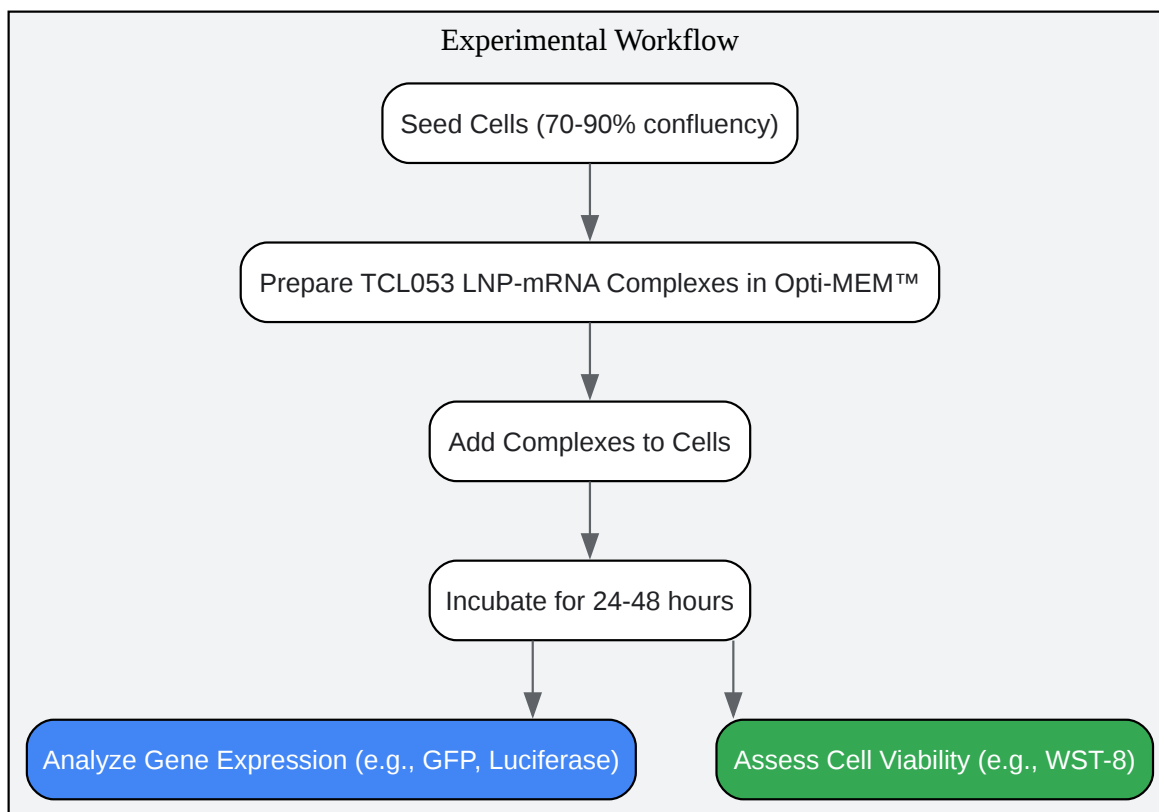 Experimental Workflow
Seed Cells (70-90% confluency)
Prepare TCL053 LNP-mRNA Complexes in Opti-MEM™
Add Complexes to Cells
Incubate for 24-48 hours
Analyze Gene Expression (e.g., GFP, Luciferase)
Assess Cell Viability (e.g., WST-8)